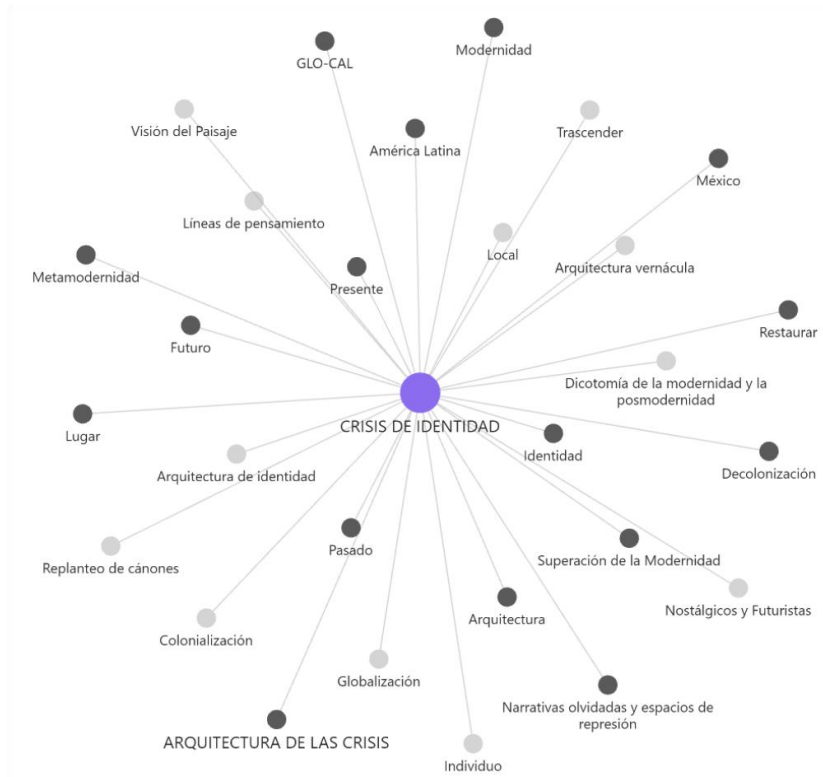 Modernidad
GLO-CAL
Visión del Paisaje
Trascender
América Latina
México
Líneas de pensamiento
Local
Arquitectura vernácula
Metamodernidad
Presente
Restaurar
Futuro
Dicotomía de la modernidad y la
posmodernidad
CRISIS DE IDENTIDAD
Lugar
Identidad
Arquitectura de identidad
Decolonización
Pasado
Superación de la Modernidad
Replanteo de cánones
Nostálgicos y Futuristas
Arquitectura
Colonialización
Globalización
Narrativas olvidadas y espacios de
represión
ARQUITECTURA DE LAS CRISIS
Individuo